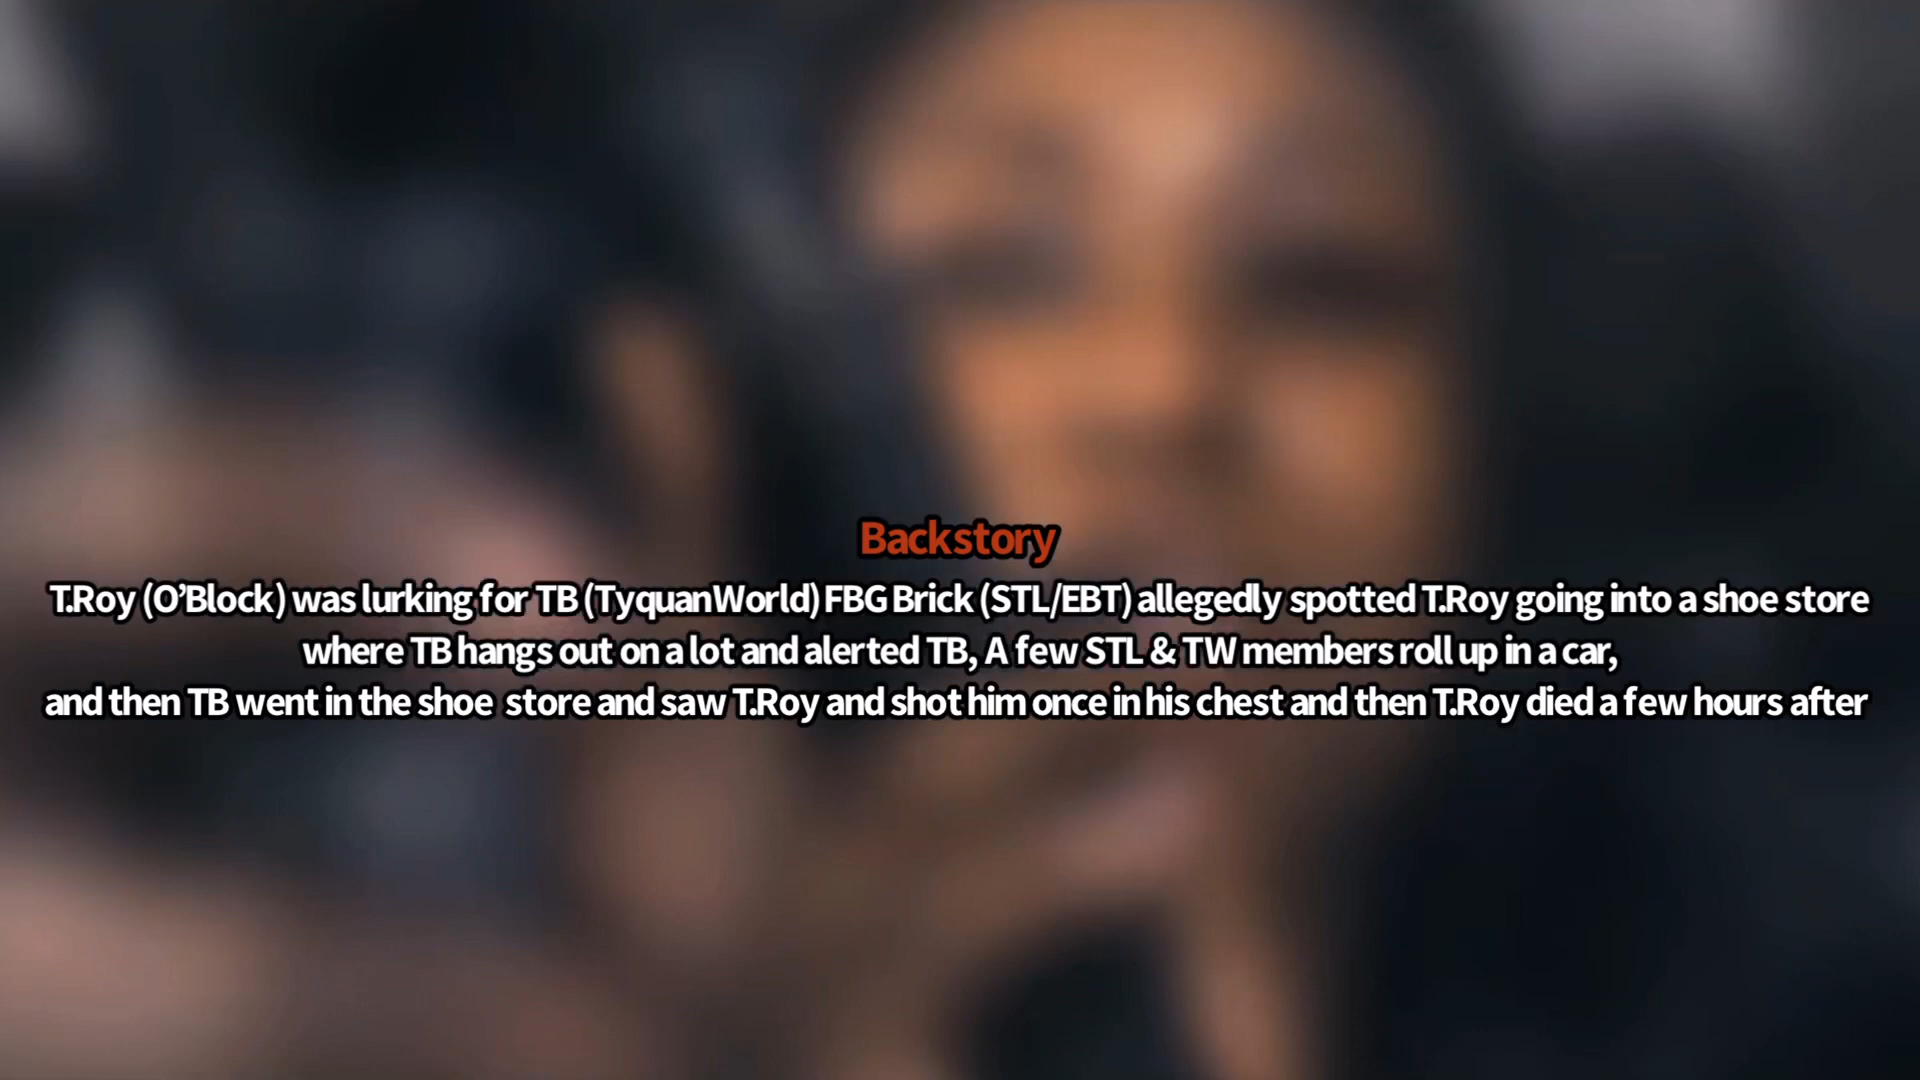 Backstory
T.Roy (O'Block) was lurking for TB (TyquanWorld) FBG Brick (STL/EBT) allegedly spotted T.Roy going into a shoe store
where TB hangs out on a lot and alerted TB, A few STL & TW members roll up in a car,
and then TB went in the shoe store and saw T.Roy and shot him once in his chest and then T.Roy died a few hours after